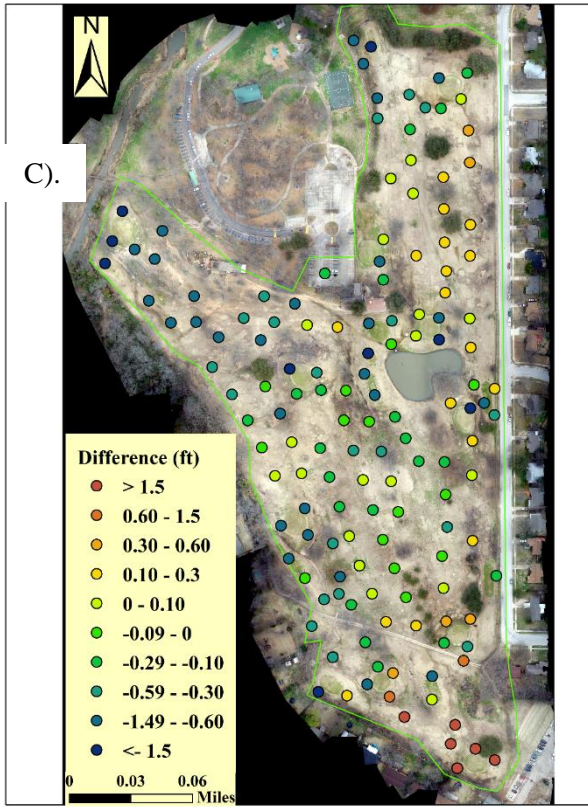 N
C).
Difference (ft)
> 1.5
0.60 - 1.5
0.30 - 0.60
0.10 - 0.3
0 - 0.10
-0.09 - 0
-0.29 - -0.10
-0.59 - -0.30
-1.49 - -0.60
<- 1.5
0 0.03 0.06
Miles